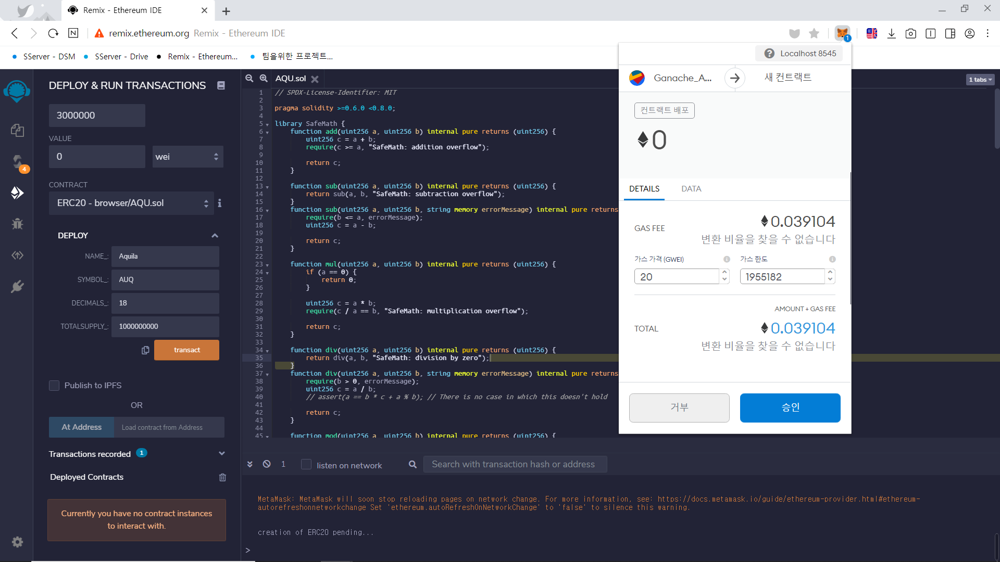 Remix - Ethereum IDE
remix.ethereum.org Remix - Ethereum IDE
1
SServer - DSM
SServer - Drive
Remix - Ethereum...
팀을위한 프로젝트...
DEPLOY & RUN TRANSACTIONS
3000000
VALUE
0
wei
4
CONTRACT
ERC20 - browser/AQU.sol
DEPLOY
NAME_: Aquila
SYMBOL_: AUQ
DECIMALS_: 18
TOTALSUPPLY_: 1000000000
transact
Publish to IPFS
OR
At Address
Load contract from Address
Transactions recorded 1
Deployed Contracts
Currently you have no contract instances
to interact with.
AQU.sol
1 tabs
1 // SPDX-License-Identifier: MIT
2
3 pragma solidity >=0.6.0 <0.8.0;
4
5 library SafeMath {
6 function add(uint256 a, uint256 b) internal pure returns (uint256) {
7 uint256 c = a + b;
8 require(c >= a, "SafeMath: addition overflow");
9
10 return c;
11 }
12
13 function sub(uint256 a, uint256 b) internal pure returns (uint256) {
14 return sub(a, b, "SafeMath: subtraction overflow");
15 }
16 function sub(uint256 a, uint256 b, string memory errorMessage) internal pure returns
17 require(b <= a, errorMessage);
18 uint256 c = a - b;
19
20 return c;
21 }
22
23 function mul(uint256 a, uint256 b) internal pure returns (uint256) {
24 if (a == 0) {
25 return 0;
26 }
27
28 uint256 c = a * b;
29 require(c / a == b, "SafeMath: multiplication overflow");
30
31 return c;
32 }
33
34 function div(uint256 a, uint256 b) internal pure returns (uint256) {
35 return div(a, b, "SafeMath: division by zero");
36 }
37 function div(uint256 a, uint256 b, string memory errorMessage) internal pure returns
38 require(b > 0, errorMessage);
39 uint256 c = a / b;
40 // assert(a == b * c + a % b); // There is no case in which this doesn't hold
41
42 return c;
43 }
44
45 function mod(uint256 a, uint256 b) internal pure returns (uint256) {
1
listen on network
Search with transaction hash or address
MetaMask: MetaMask will soon stop reloading pages on network change. For more information, see: https://docs.metamask.io/guide/ethereum-provider.html#ethereum-
autorefreshonnetworkchange Set 'ethereum.autoRefreshOnNetworkChange' to 'false' to silence this warning.
creation of ERC20 pending...
>
Localhost 8545
Ganache_A...
새 컨트랙트
컨트랙트 배포
0
DETAILS
DATA
GAS FEE
0.039104
변환 비율을 찾을 수 없습니다
가스 가격 (GWEI)
가스 한도
20
1955182
AMOUNT + GAS FEE
TOTAL
0.039104
변환 비율을 찾을 수 없습니다
거부
승인